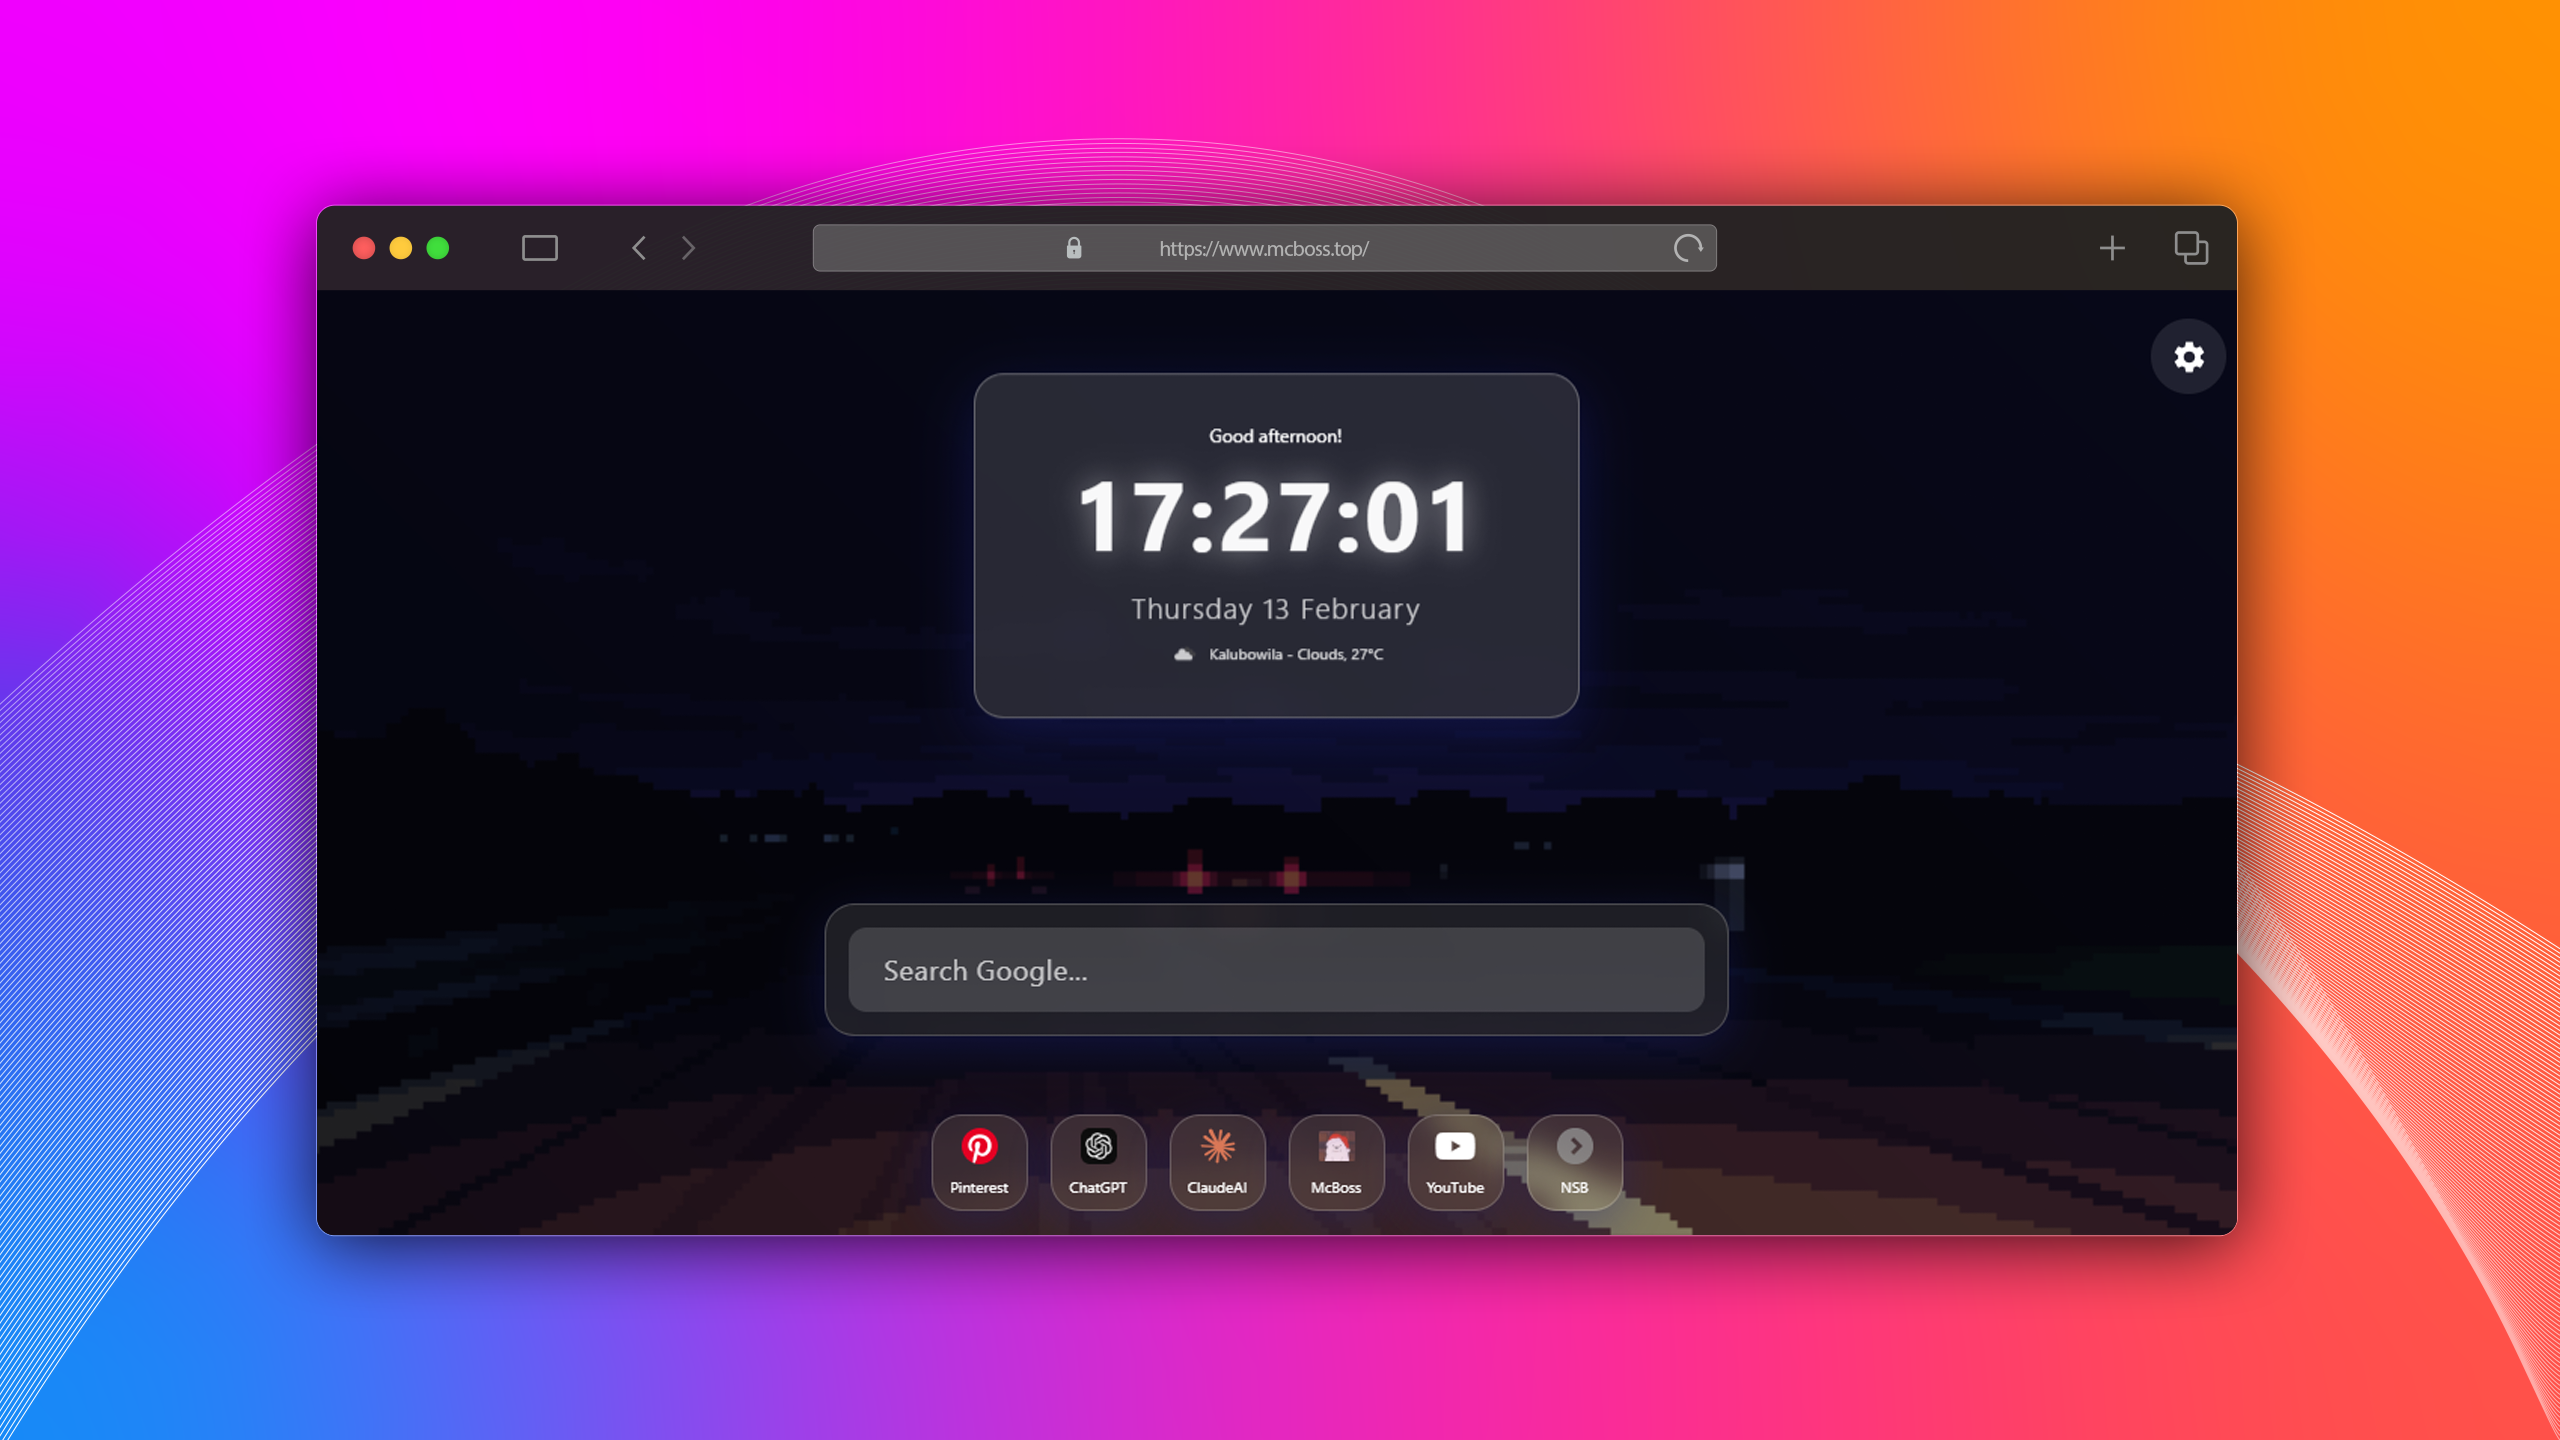 https://www.mcboss.top/
Good afternoon!
17:27:01
Thursday 13 February
Kalubowila - Clouds, 27°C
Search Google...
Pinterest
ChatGPT
ClaudeAI
McBoss
YouTube
NSB